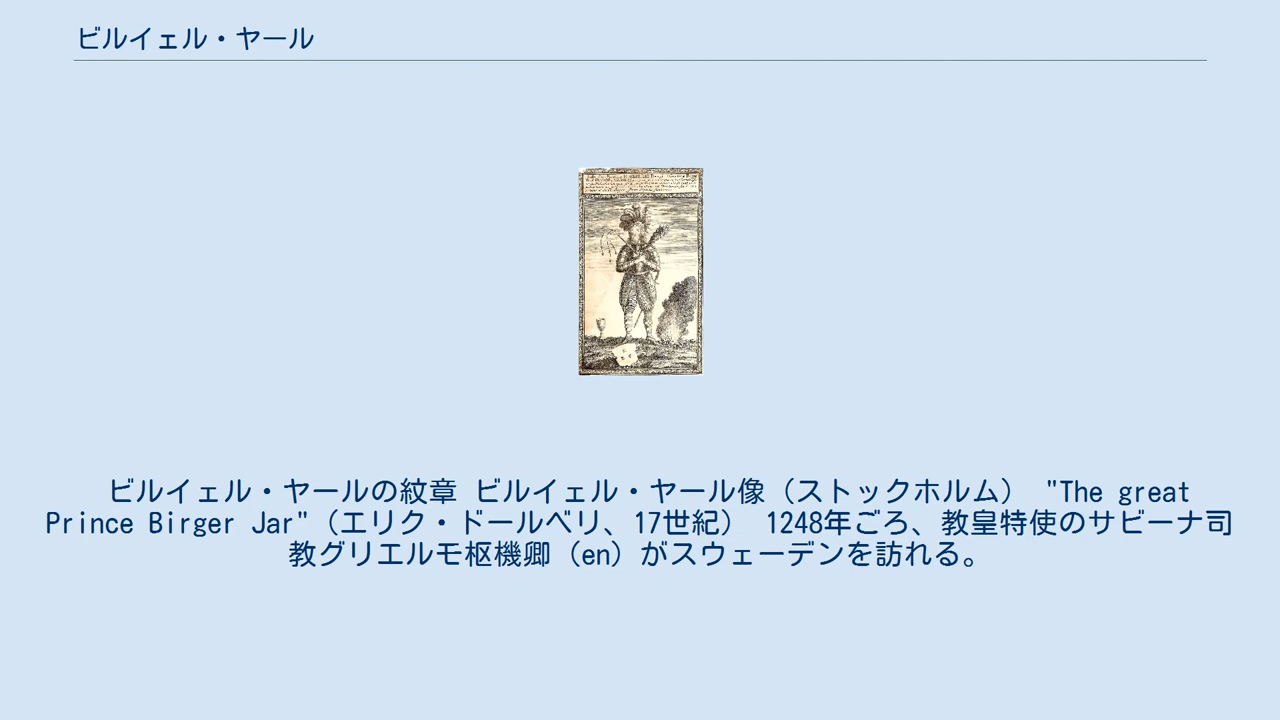 ビルイェル・ヤール
ビルイェル・ヤールの紋章 ビルイェル・ヤール像（ストックホルム） "The great
Prince Birger Jar"（エリク・ドールベリ、17世紀） 1248年ごろ、教皇特使のサビーナ司
教グリエルモ枢機卿（en）がスウェーデンを訪れる。